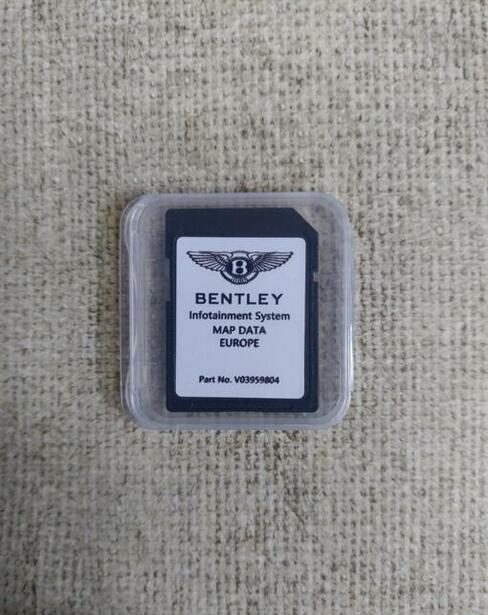 B
BENTLEY
Infotainment System
MAP DATA
EUROPE
Part No. V03959804